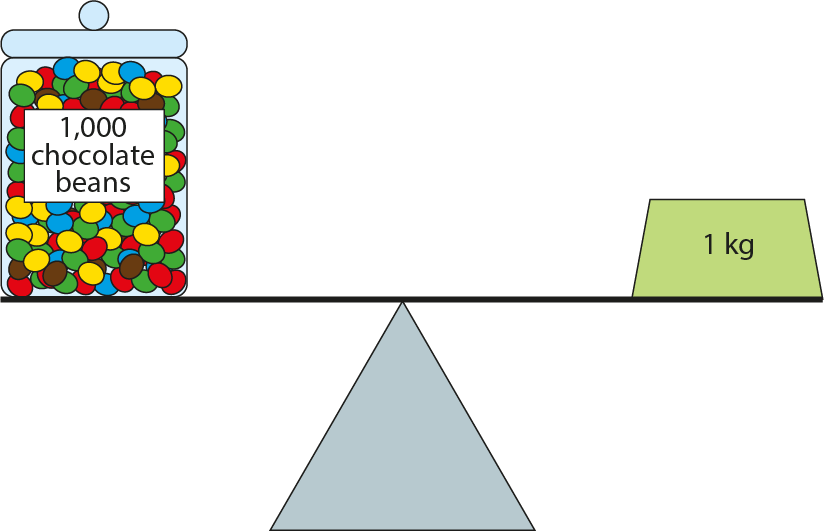 1,000
chocolate
beans
1 kg